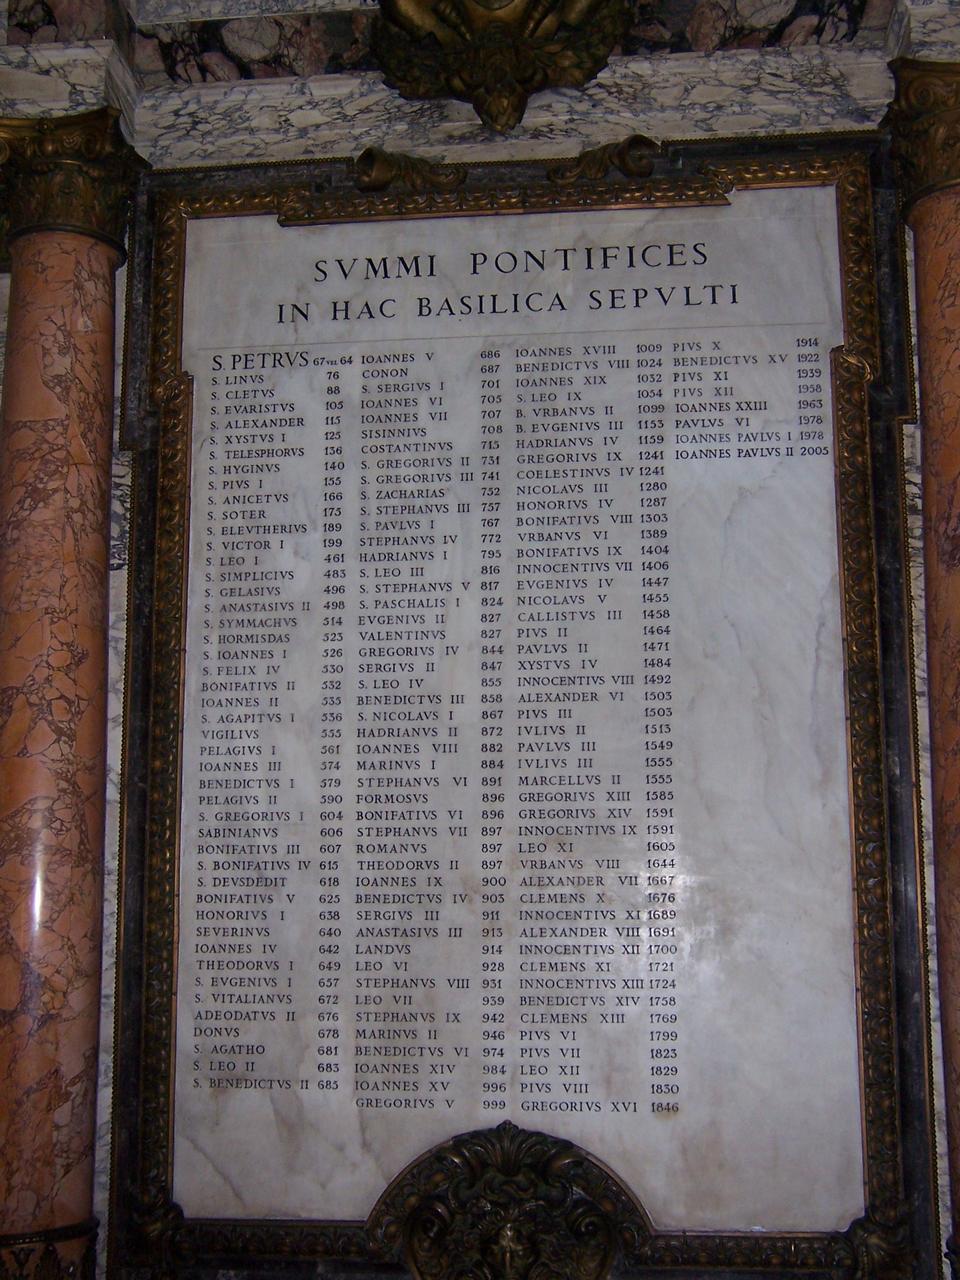 SVMMI PONTIFICES
IN HAC BASILICA SEPVLTI
S. PETRVS 67 VEL 64
S. LINVS 76
S. CLETVS 88
S. EVARISTVS 105
S. ALEXANDER 115
S. XYSTVS I 125
S. TELESPHORVS 136
S. HYGINVS 140
S. PIVS I 155
S. ANICETVS 166
S. SOTER 175
S. ELEVTHERIVS 189
S. VICTOR I 199
S. LEO I 461
S. SIMPLICIVS 483
S. GELASIVS 496
S. ANASTASIVS II 498
S. SYMMACHVS 514
S. HORMISDAS 523
S. IOANNES I 526
S. FELIX IV 530
BONIFATIVS II 532
IOANNES II 535
S. AGAPITVS I 536
VIGILIVS 555
PELAGIVS I 561
IOANNES III 574
BENEDICTVS I 579
PELAGIVS II 590
S. GREGORIVS I 604
SABINIANVS 606
BONIFATIVS III 607
S. BONIFATIVS IV 615
S. DEVSDEDIT 618
BONIFATIVS V 625
HONORIVS I 638
SEVERINVS 640
IOANNES IV 642
THEODORVS I 649
S. EVGENIVS I 657
S. VITALIANVS 672
ADEODATVS II 676
DONVS 678
S. AGATHO 681
S. LEO II 683
S. BENEDICTVS II 685
IOANNES V 686
CONON 687
S. SERGIVS I 701
IOANNES VI 705
IOANNES VII 707
SISINNIVS 708
COSTANTINVS 715
S. GREGORIVS II 731
S. GREGORIVS III 741
S. ZACHARIAS 752
S. STEPHANVS III 757
S. PAVLVS I 767
STEPHANVS IV 772
HADRIANVS I 795
S. LEO III 816
S. STEPHANVS V 817
S. PASCHALIS I 824
EVGENIVS II 827
VALENTINVS 827
GREGORIVS IV 844
SERGIVS II 847
S. LEO IV 855
BENEDICTVS III 858
S. NICOLAVS I 867
HADRIANVS II 872
IOANNES VIII 882
MARINVS I 884
STEPHANVS VI 891
FORMOSVS 896
BONIFATIVS VI 896
STEPHANVS VII 897
ROMANVS 897
THEODORVS II 897
IOANNES IX 900
BENEDICTVS IV 903
SERGIVS III 911
ANASTASIVS III 913
LANDVS 914
LEO VI 928
STEPHANVS VIII 931
LEO VII 939
STEPHANVS IX 942
MARINVS II 946
BENEDICTVS VI 974
IOANNES XIV 984
IOANNES XV 996
GREGORIVS V 999
IOANNES XVIII 1009
BENEDICTVS VIII 1024
IOANNES XIX 1032
S. LEO IX 1054
B. VRBANVS II 1099
B. EVGENIVS III 1153
HADRIANVS IV 1159
GREGORIVS IX 1241
COELESTINVS IV 1241
NICOLAVS III 1280
HONORIVS IV 1287
BONIFATIVS VIII 1303
VRBANVS VI 1389
BONIFATIVS IX 1404
INNOCENTIVS VII 1406
EVGENIVS IV 1447
NICOLAVS V 1455
CALLISTVS III 1458
PIVS II 1464
PAVLVS II 1471
XYSTVS IV 1484
INNOCENTIVS VIII 1492
ALEXANDER VI 1503
PIVS III 1503
IVLIVS II 1513
PAVLVS III 1549
IVLIVS III 1555
MARCELLVS II 1555
GREGORIVS XIII 1585
GREGORIVS XIV 1591
INNOCENTIVS IX 1591
LEO XI 1605
VRBANVS VIII 1644
ALEXANDER VII 1667
CLEMENS X 1676
INNOCENTIVS XI 1689
ALEXANDER VIII 1691
INNOCENTIVS XII 1700
CLEMENS XI 1721
INNOCENTIVS XIII 1724
BENEDICTVS XIV 1758
CLEMENS XIII 1769
PIVS VI 1799
PIVS VII 1823
LEO XII 1829
PIVS VIII 1830
GREGORIVS XVI 1846
PIVS X 1914
BENEDICTVS XV 1922
PIVS XI 1939
PIVS XII 1958
IOANNES XXIII 1963
PAVLVS VI 1978
IOANNES PAVLVS I 1978
IOANNES PAVLVS II 2005